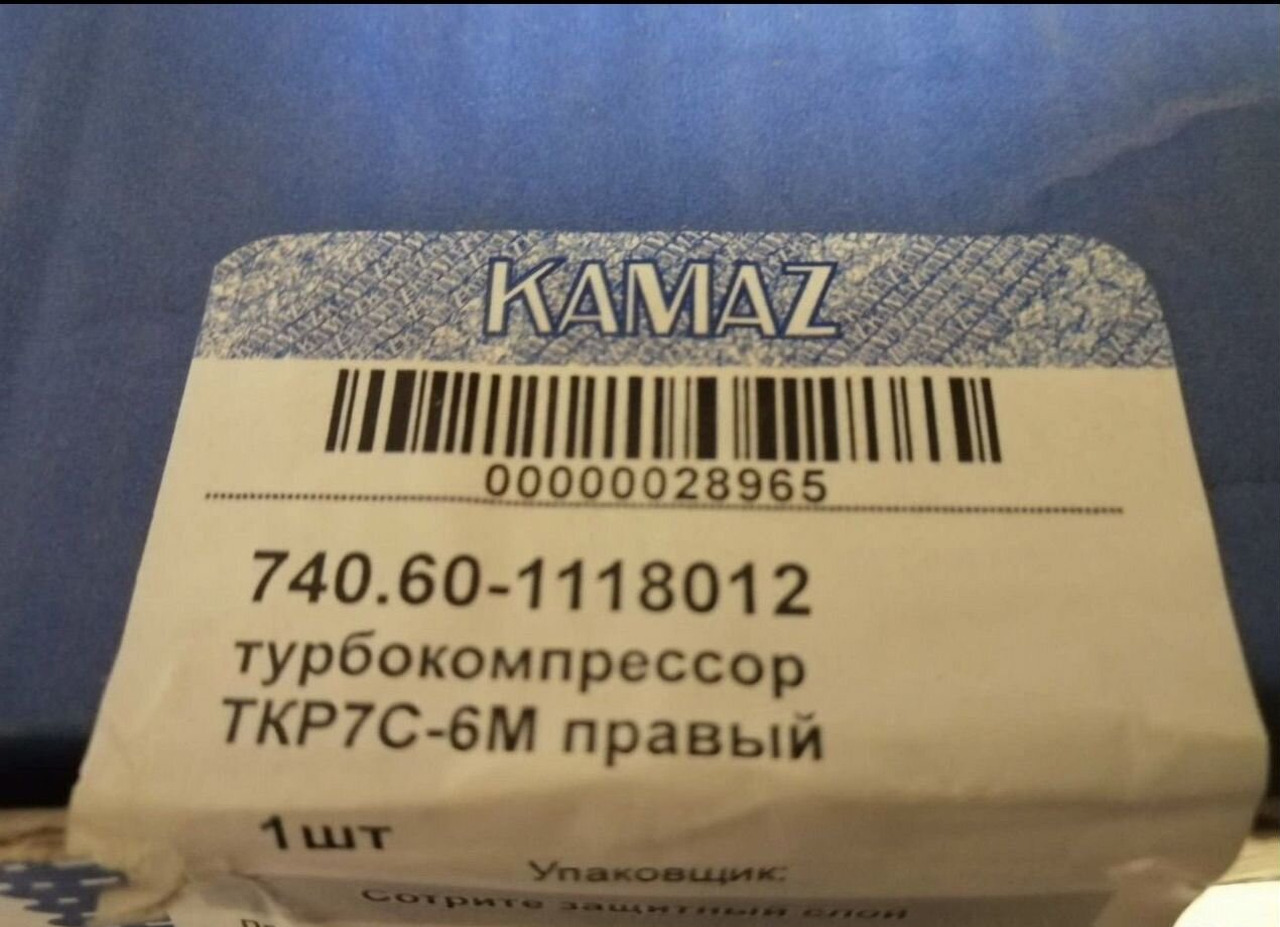 KAMAZ
00000028965
740.60-1118012
турбокомпрессор
ТКР7С-6М правый
1шт
Упаковщик:
Сотрите защитный слой